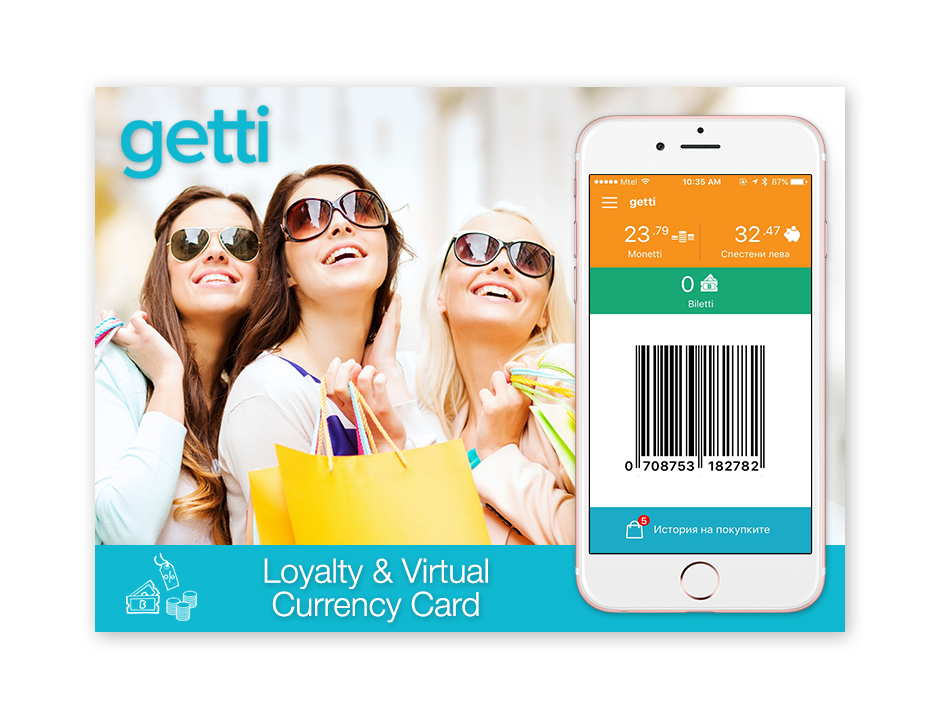 getti
Mtel 10:35 AM 87%
getti
23.79 32.47
Monetti Спестени лева
0
Biletti
0 708753 182782
5
История на покупките
Loyalty & Virtual
Currency Card